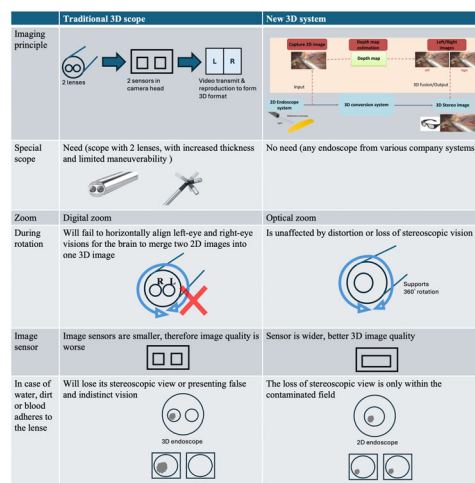 Traditional 3D scope
New 3D system
Imaging
principle
2 lenses
2 sensors in
camera head
L R
Video transmit &
reproduction to form
3D format
Capture 2D image
Depth map
estimation
Left/Right
images
Depth map
Input
3D Fusion/Output
2D Endoscope
system
3D conversion system
3D Stereo image
Special
scope
Need (scope with 2 lenses, with increased thickness
and limited maneuverability )
No need (any endoscope from various company systems
Zoom
Digital zoom
Optical zoom
During
rotation
Will fail to horizontally align left-eye and right-eye
visions for the brain to merge two 2D images into
one 3D image
R L
Is unaffected by distortion or loss of stereoscopic vision
Supports
360° rotation
Image
sensor
Image sensors are smaller, therefore image quality is
worse
Sensor is wider, better 3D image quality
In case of
water, dirt
or blood
adheres to
the lense
Will lose its stereoscopic view or presenting false
and indistinct vision
3D endoscope
The loss of stereoscopic view is only within the
contaminated field
2D endoscope